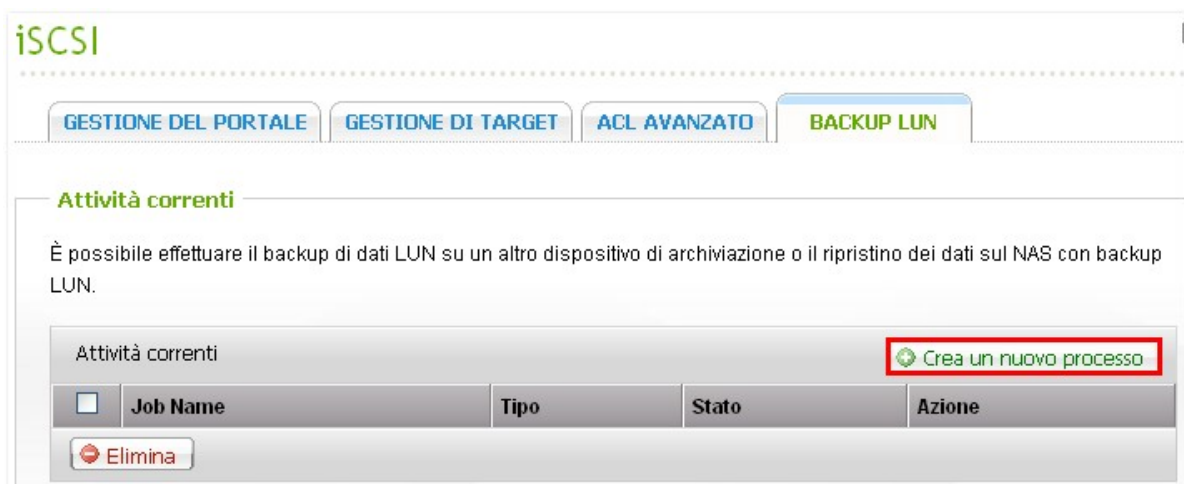 iSCSI
GESTIONE DEL PORTALE GESTIONE DI TARGET ACL AVANZATO BACKUP LUN
Attività correnti
È possibile effettuare il backup di dati LUN su un altro dispositivo di archiviazione o il ripristino dei dati sul NAS con backup
LUN.
Attività correnti Crea un nuovo processo
Job Name Tipo Stato Azione
Elimina